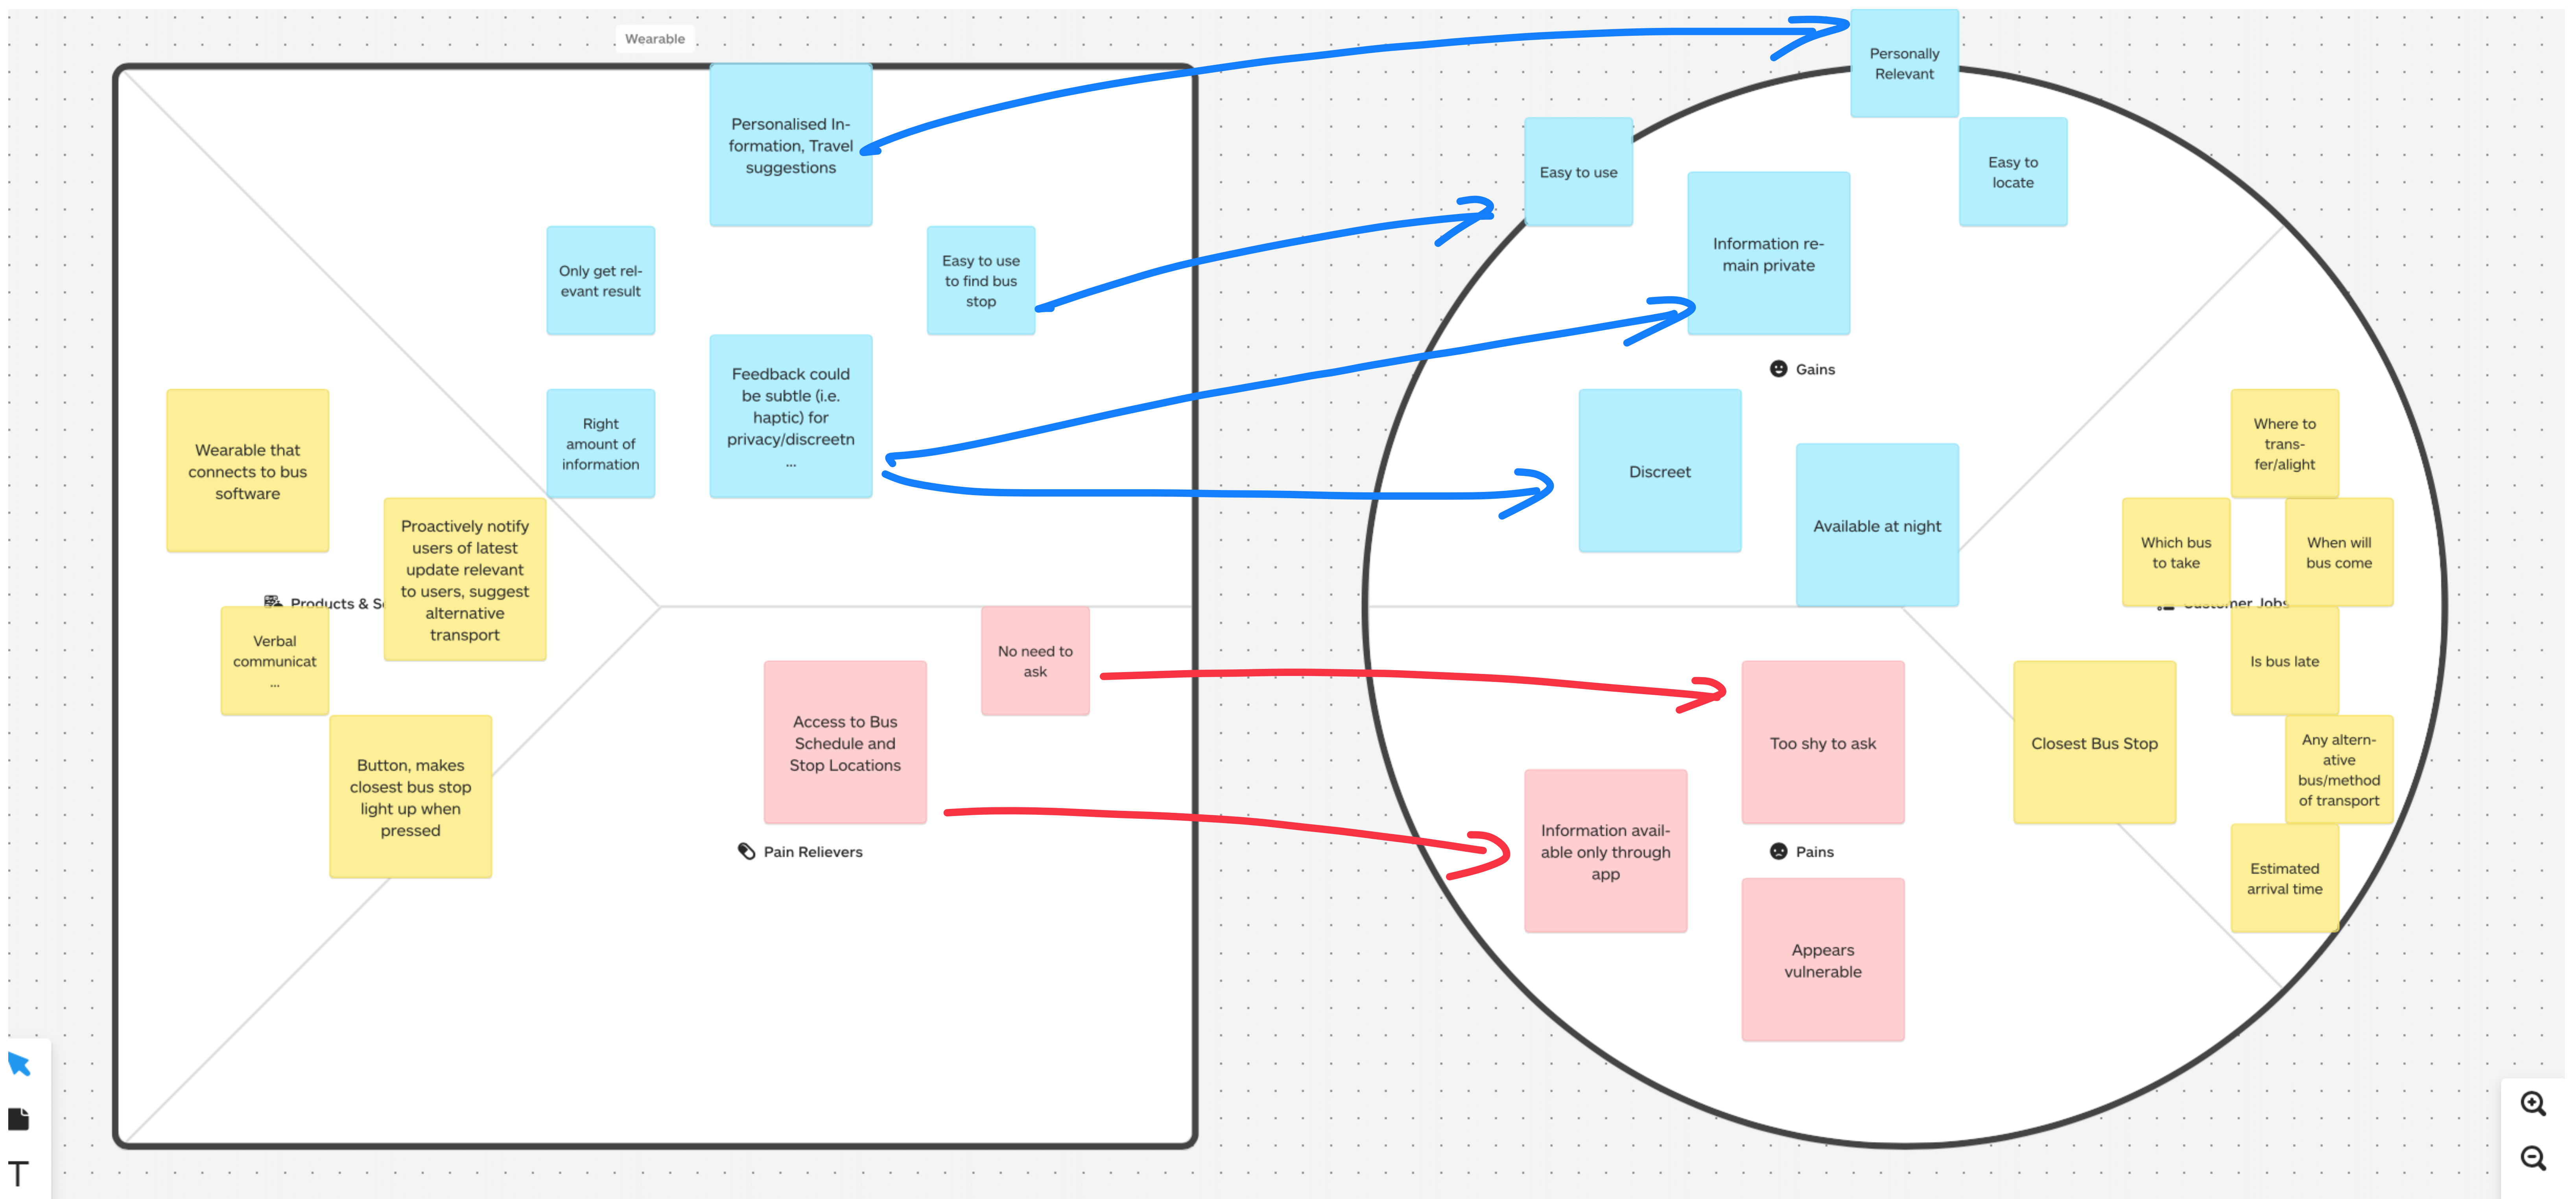 Wearable
Personalised In-
formation, Travel
suggestions
Only get rel-
evant result
Easy to use
to find bus
stop
Right
amount of
information
Feedback could
be subtle (i.e.
haptic) for
privacy/discreetn
...
Wearable that
connects to bus
software
Proactively notify
users of latest
update relevant
to users, suggest
alternative
transport
Products & Se
Verbal
communicat
...
Button, makes
closest bus stop
light up when
pressed
No need to
ask
Access to Bus
Schedule and
Stop Locations
Pain Relievers
Personally
Relevant
Easy to use
Easy to
locate
Information re-
main private
Gains
Discreet
Available at night
Where to
trans-
fer/alight
Which bus
to take
When will
bus come
Customer Jobs
Is bus late
Closest Bus Stop
Any altern-
ative
bus/method
of transport
Estimated
arrival time
Too shy to ask
Information avail-
able only through
app
Pains
Appears
vulnerable
T